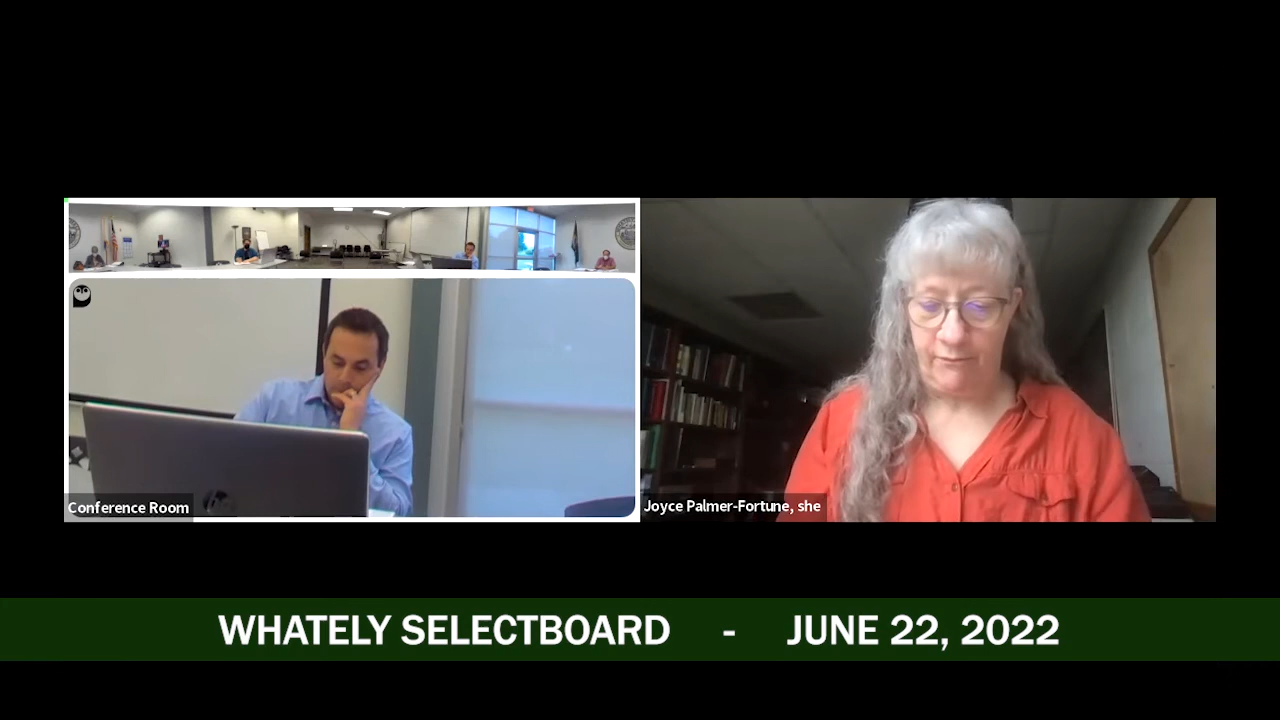 Conference Room
Joyce Palmer-Fortune, she
WHATELY SELECTBOARD - JUNE 22, 2022